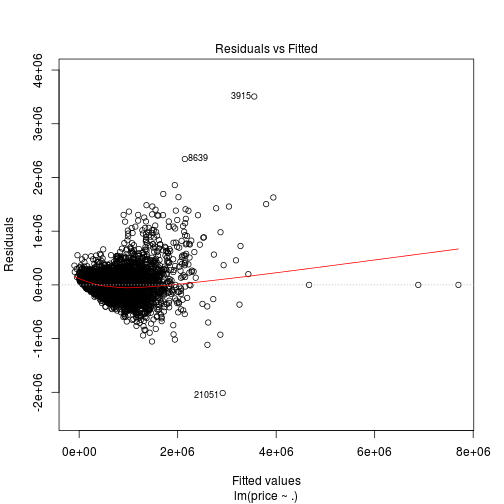 Residuals vs Fitted
4e+06
3e+06
2e+06
1e+06
0e+00
-1e+06
-2e+06
Residuals
3915
8639
21051
0e+00 2e+06 4e+06 6e+06 8e+06
Fitted values
lm(price ~ .)